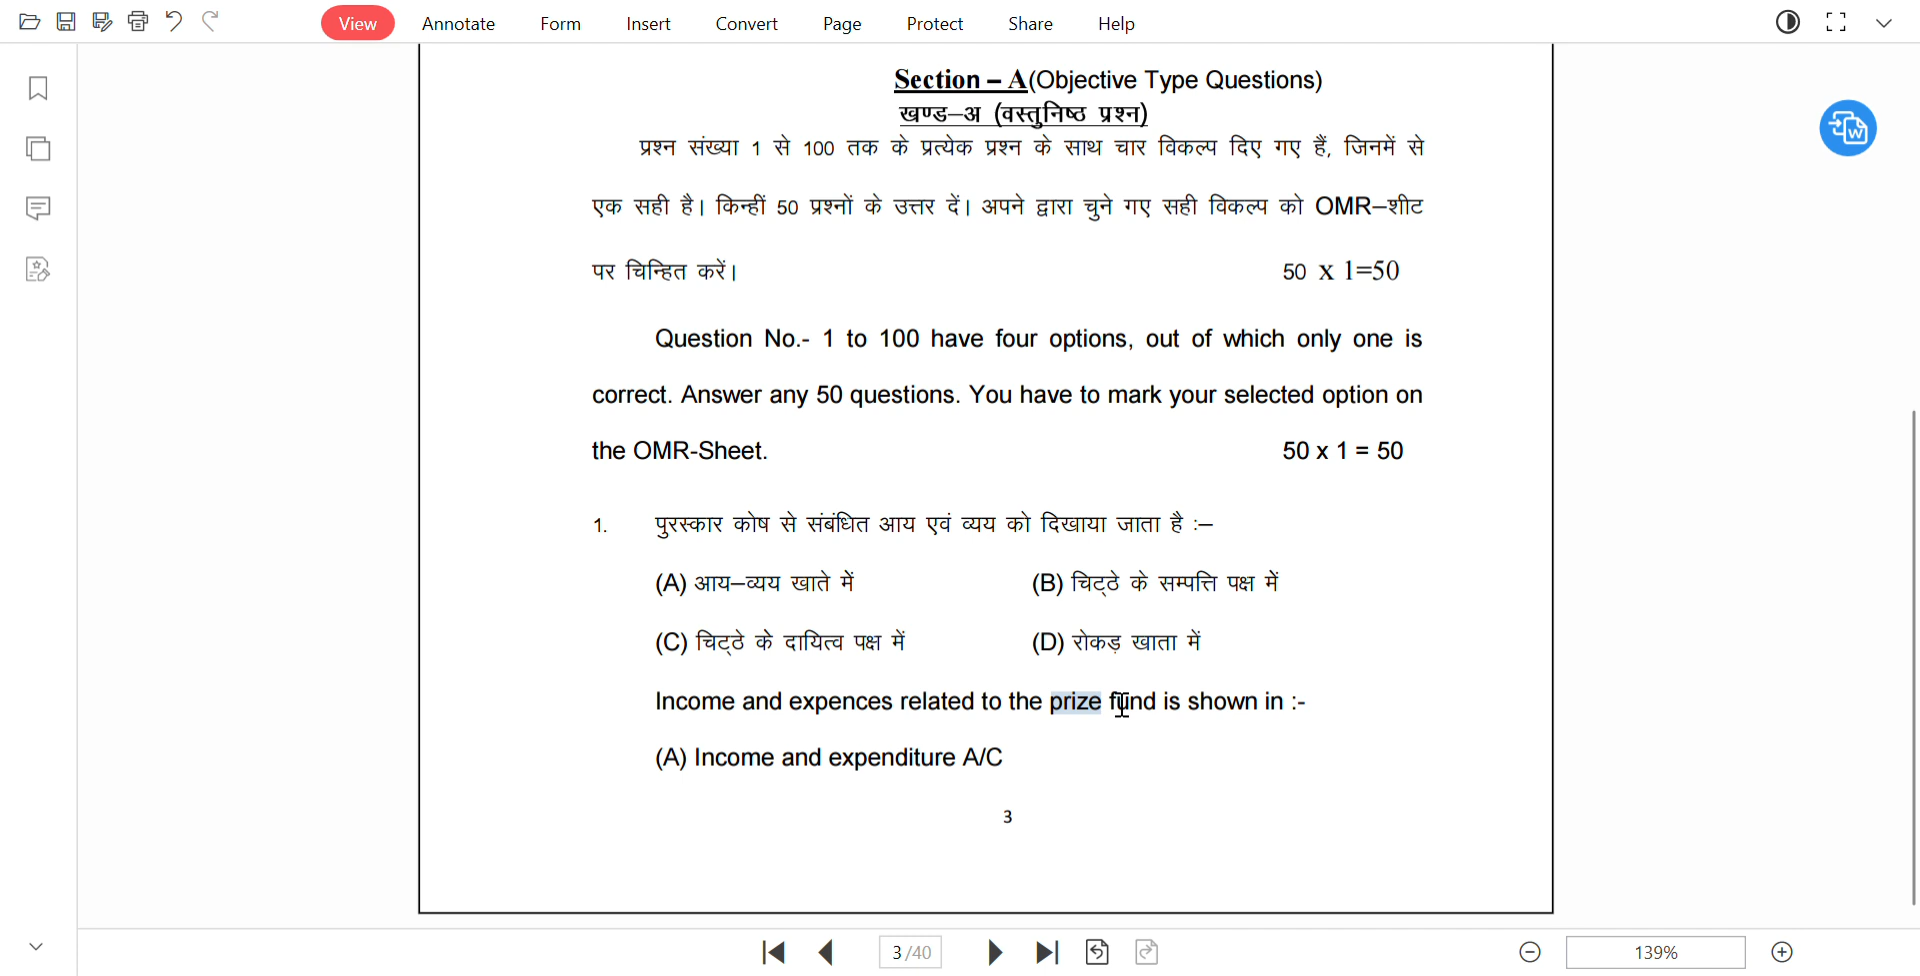 View Annotate Form Insert Convert Page Protect Share Help
Section – A(Objective Type Questions)
खण्ड–अ (वस्तुनिष्ठ प्रश्न)
प्रश्न संख्या 1 से 100 तक के प्रत्येक प्रश्न के साथ चार विकल्प दिए गए हैं, जिनमें से
एक सही है। किन्हीं 50 प्रश्नों के उत्तर दें। अपने द्वारा चुने गए सही विकल्प को OMR–शीट
पर चिन्हित करें। 50 x 1=50
Question No.- 1 to 100 have four options, out of which only one is
correct. Answer any 50 questions. You have to mark your selected option on
the OMR-Sheet. 50 x 1 = 50
1. पुरस्कार कोष से संबंधित आय एवं व्यय को दिखाया जाता है :–
(A) आय–व्यय खाते में (B) चिट्ठे के सम्पत्ति पक्ष में
(C) चिट्ठे के दायित्व पक्ष में (D) रोकड़ खाता में
Income and expences related to the prize fund is shown in :-
(A) Income and expenditure A/C
3
3 /40 139%